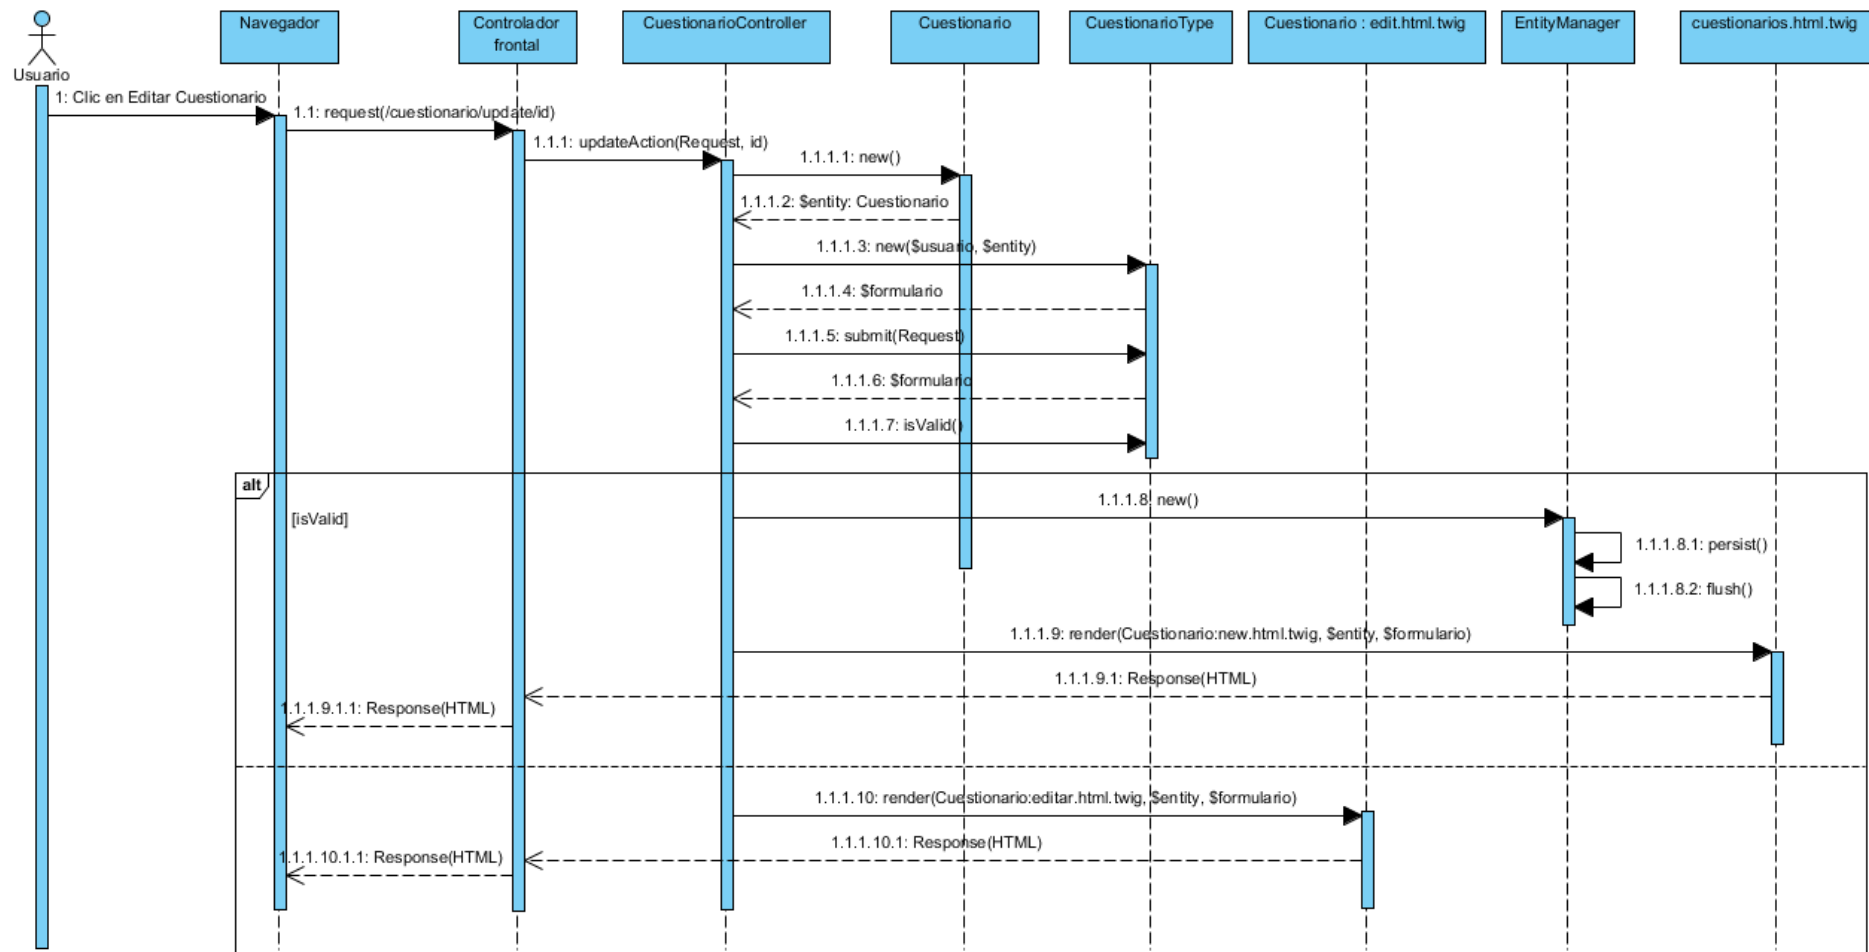 Usuario
Navegador
Controlador
frontal
CuestionarioController
Cuestionario
CuestionarioType
Cuestionario : edit.html.twig
EntityManager
cuestionarios.html.twig
1: Clic en Editar Cuestionario
1.1: request(/cuestionario/update/id)
1.1.1: updateAction(Request, id)
1.1.1.1: new()
1.1.1.2: $entity: Cuestionario
1.1.1.3: new($usuario, $entity)
1.1.1.4: $formulario
1.1.1.5: submit(Request)
1.1.1.6: $formulario
1.1.1.7: isValid()
alt
[isValid]
1.1.1.8: new()
1.1.1.8.1: persist()
1.1.1.8.2: flush()
1.1.1.9: render(Cuestionario:new.html.twig, $entity, $formulario)
1.1.1.9.1: Response(HTML)
1.1.1.9.1.1: Response(HTML)
1.1.1.10: render(Cuestionario:editar.html.twig, $entity, $formulario)
1.1.1.10.1: Response(HTML)
1.1.1.10.1.1: Response(HTML)